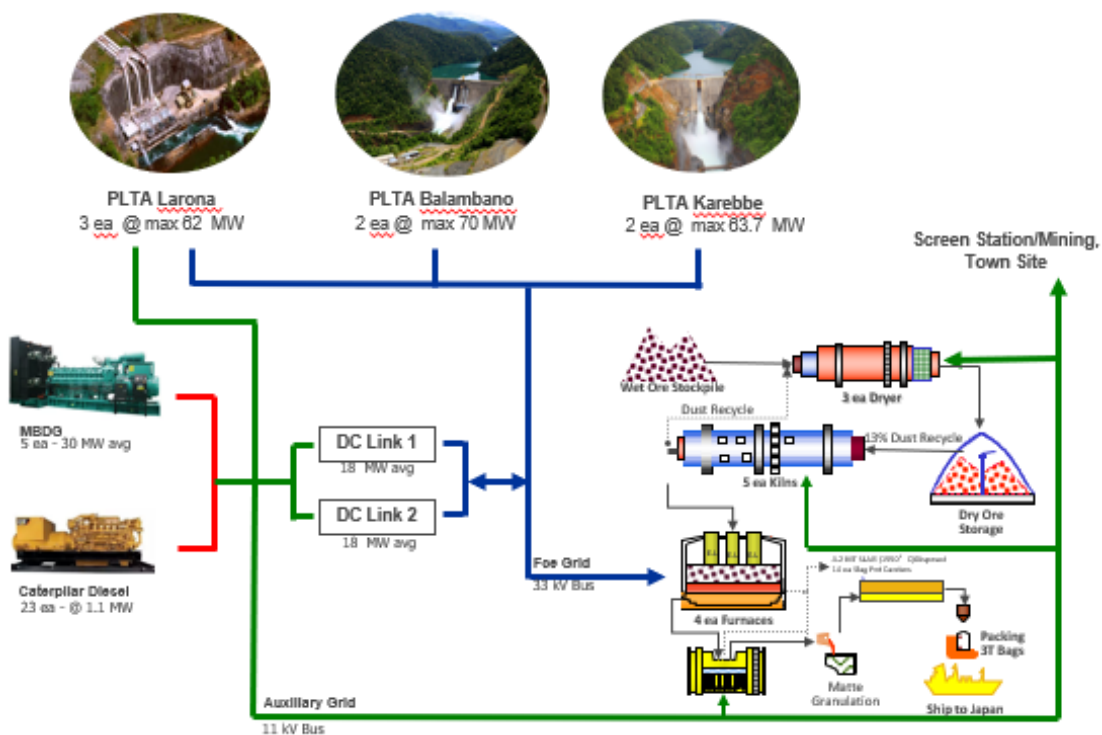 PLTA Larona
3 ea @ max 62 MW
PLTA Balambano
2 ea @ max 70 MW
PLTA Karebbe
2 ea @ max 63.7 MW
Screen Station/Mining,
Town Site
MBDG
5 ea - 30 MW avg
Caterpilar Diesel
23 ea - @ 1.1 MW
DC Link 1
18 MW avg
DC Link 2
18 MW avg
Wet Ore Stockpile
3 ea Dryer
Dust Recycle
13% Dust Recycle
5 ea Kilns
Dry Ore
Storage
Fce Grid
33 kV Bus
4 ea Furnaces
Matte
Granulation
Packing
3T Bags
Ship to Japan
Auxiliary Grid
11 kV Bus